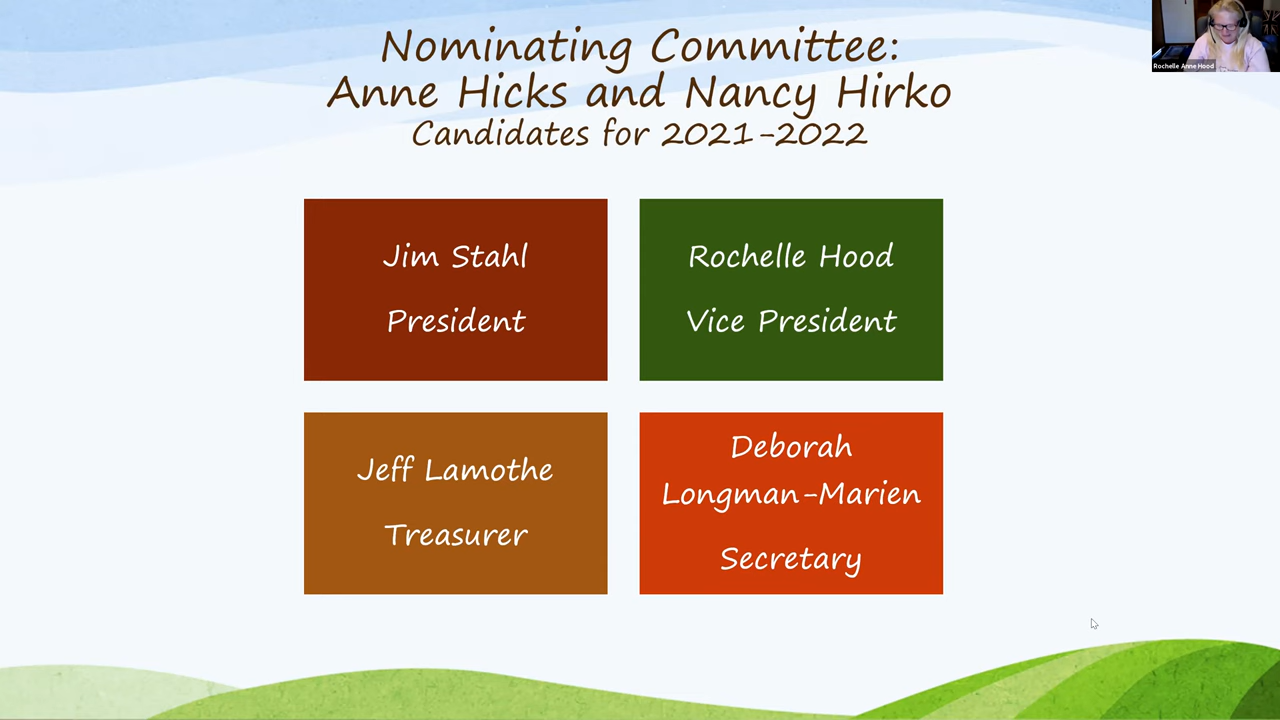 Nominating Committee:
Anne Hicks and Nancy Hirko
Candidates for 2021-2022
Rochelle Anne Hood
Jim Stahl
President
Rochelle Hood
Vice President
Jeff Lamothe
Treasurer
Deborah
Longman-Marien
Secretary